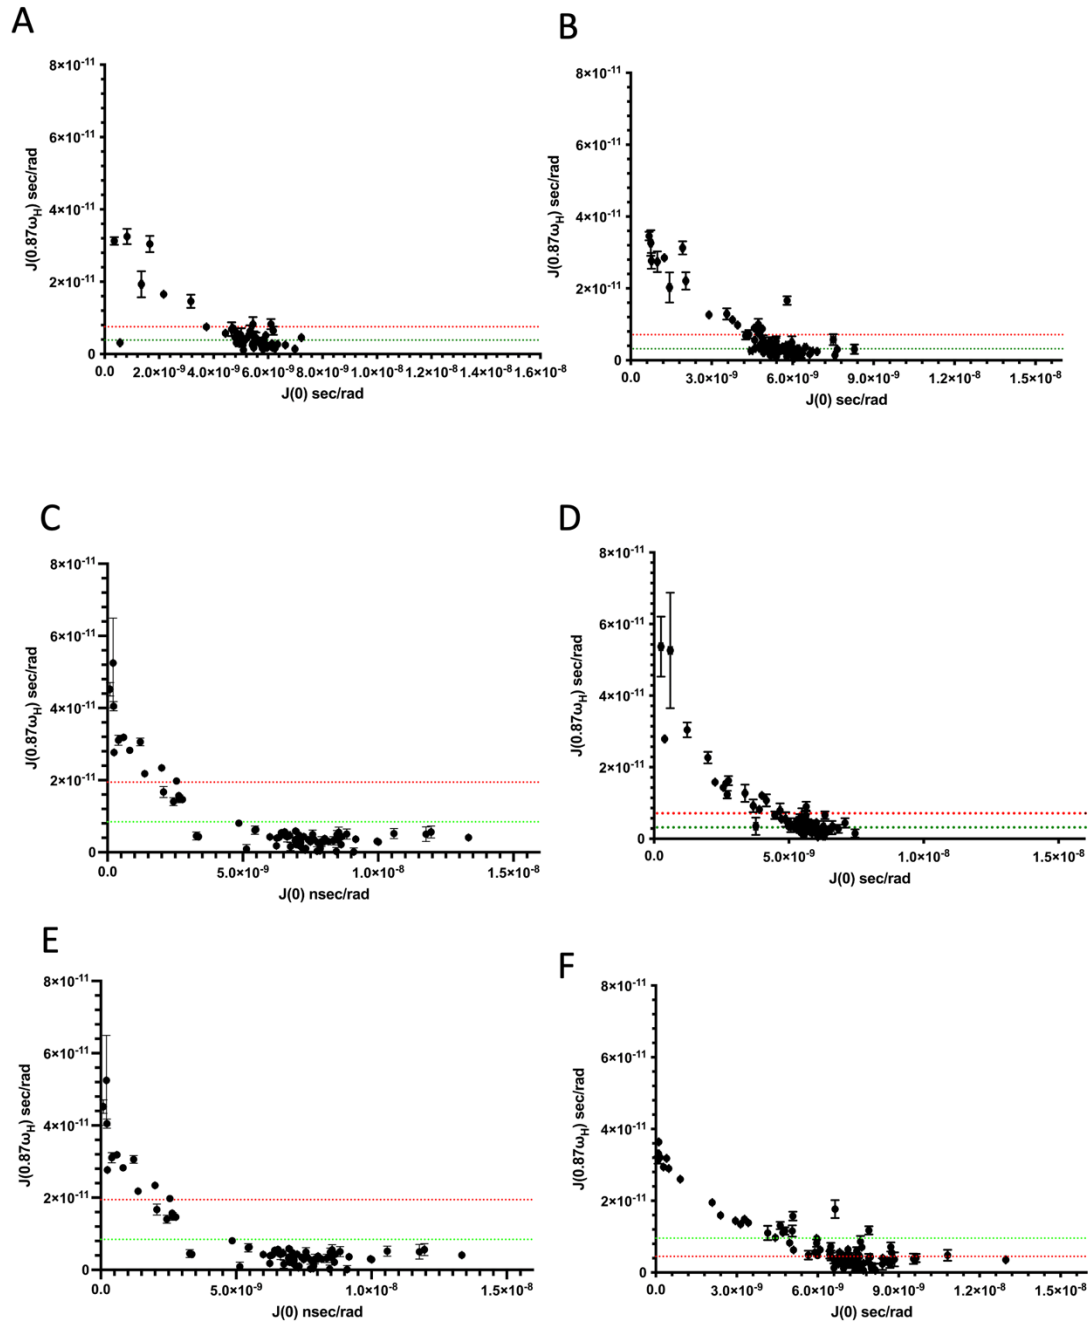 A
8×10⁻¹¹
6×10⁻¹¹
4×10⁻¹¹
2×10⁻¹¹
0
J(0.87ω_H) sec/rad
0.0 2.0×10⁻⁹ 4.0×10⁻⁹ 6.0×10⁻⁹ 8.0×10⁻⁹ 1.0×10⁻⁸ 1.2×10⁻⁸ 1.4×10⁻⁸ 1.6×10⁻⁸
J(0) sec/rad
B
8×10⁻¹¹
6×10⁻¹¹
4×10⁻¹¹
2×10⁻¹¹
0
J(0.87ω_H) sec/rad
0.0 3.0×10⁻⁹ 6.0×10⁻⁹ 9.0×10⁻⁹ 1.2×10⁻⁸ 1.5×10⁻⁸
J(0) sec/rad
C
8×10⁻¹¹
6×10⁻¹¹
4×10⁻¹¹
2×10⁻¹¹
0
J(0.87ω_H) sec/rad
0.0 5.0×10⁻⁹ 1.0×10⁻⁸ 1.5×10⁻⁸
J(0) nsec/rad
D
8×10⁻¹¹
6×10⁻¹¹
4×10⁻¹¹
2×10⁻¹¹
0
J(0.87ω_H) sec/rad
0.0 5.0×10⁻⁹ 1.0×10⁻⁸ 1.5×10⁻⁸
J(0) sec/rad
E
8×10⁻¹¹
6×10⁻¹¹
4×10⁻¹¹
2×10⁻¹¹
0
J(0.87ω_H) sec/rad
0.0 5.0×10⁻⁹ 1.0×10⁻⁸ 1.5×10⁻⁸
J(0) nsec/rad
F
8×10⁻¹¹
6×10⁻¹¹
4×10⁻¹¹
2×10⁻¹¹
0
J(0.87ω_H) sec/rad
0.0 3.0×10⁻⁹ 6.0×10⁻⁹ 9.0×10⁻⁹ 1.2×10⁻⁸ 1.5×10⁻⁸
J(0) sec/rad